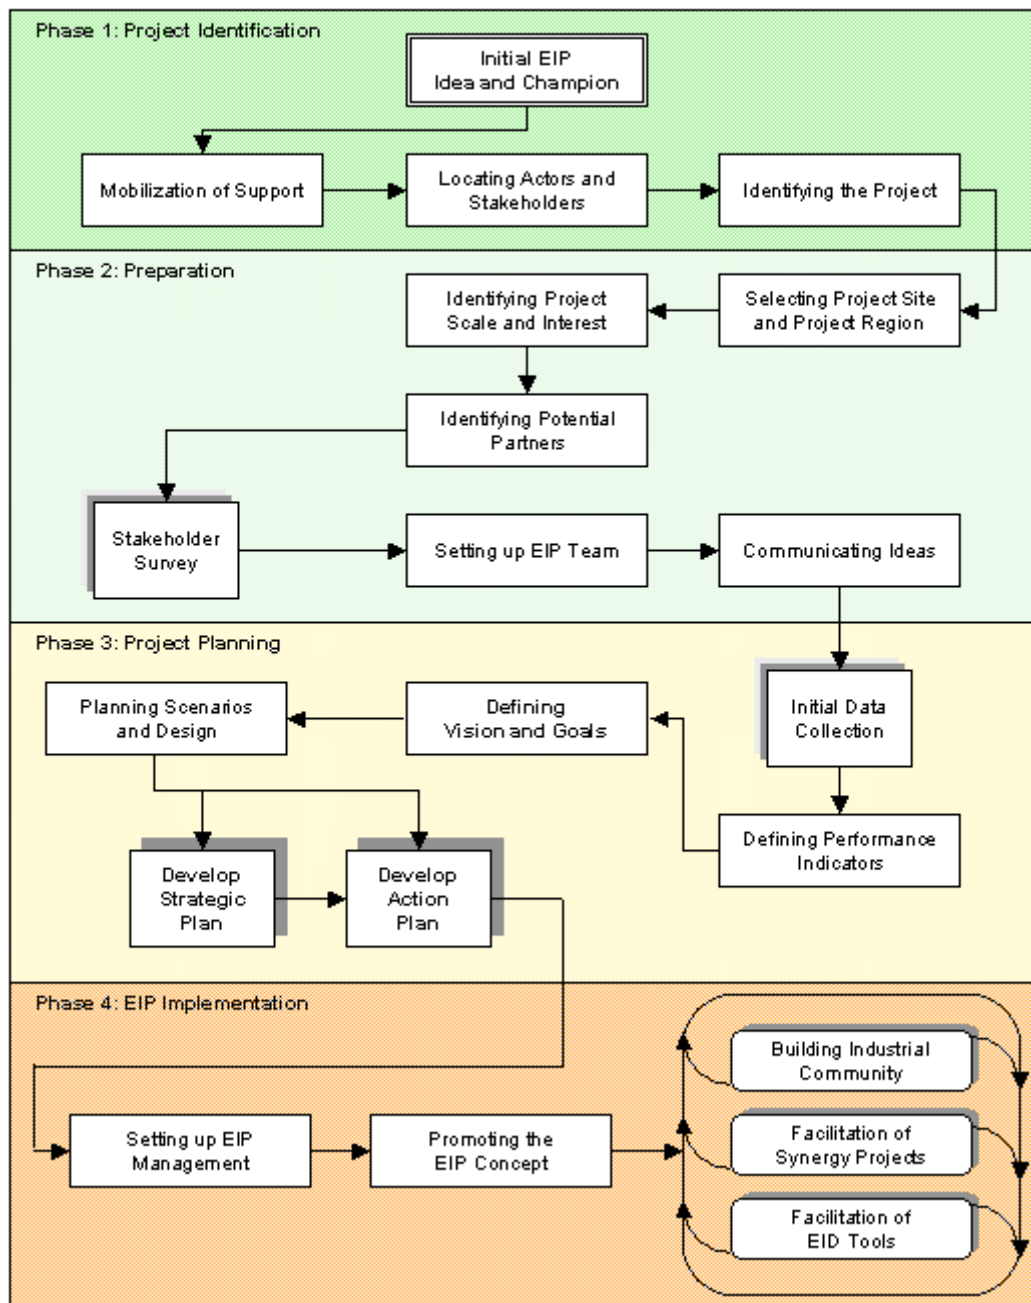 Phase 1: Project Identification
Initial EIP
Idea and Champion
Mobilization of Support
Locating Actors and
Stakeholders
Identifying the Project
Phase 2: Preparation
Identifying Project
Scale and Interest
Selecting Project Site
and Project Region
Identifying Potential
Partners
Stakeholder
Survey
Setting up EIP Team
Communicating Ideas
Phase 3: Project Planning
Planning Scenarios
and Design
Defining
Vision and Goals
Initial Data
Collection
Defining Performance
Indicators
Develop
Strategic
Plan
Develop
Action
Plan
Phase 4: EIP Implementation
Building Industrial
Community
Setting up EIP
Management
Promoting the
EIP Concept
Facilitation of
Synergy Projects
Facilitation of
EID Tools